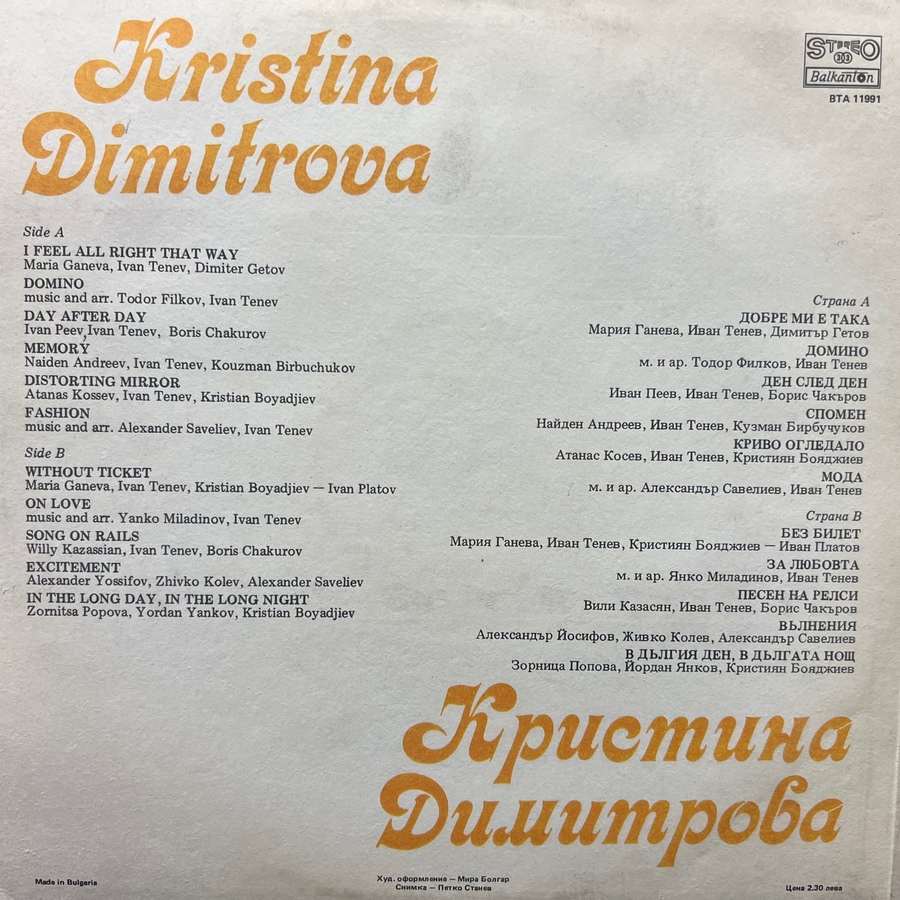 Kristina
Dimitrova
STEREO
33
Balkanton
BTA 11991
Side A
I FEEL ALL RIGHT THAT WAY
Maria Ganeva, Ivan Tenev, Dimiter Getov
DOMINO
music and arr. Todor Filkov, Ivan Tenev
DAY AFTER DAY
Ivan Peev, Ivan Tenev, Boris Chakurov
MEMORY
Naiden Andreev, Ivan Tenev, Kouzman Birbuchukov
DISTORTING MIRROR
Atanas Kossev, Ivan Tenev, Kristian Boyadjiev
FASHION
music and arr. Alexander Saveliev, Ivan Tenev
Side B
WITHOUT TICKET
Maria Ganeva, Ivan Tenev, Kristian Boyadjiev — Ivan Platov
ON LOVE
music and arr. Yanko Miladinov, Ivan Tenev
SONG ON RAILS
Willy Kazassian, Ivan Tenev, Boris Chakurov
EXCITEMENT
Alexander Yossifov, Zhivko Kolev, Alexander Saveliev
IN THE LONG DAY, IN THE LONG NIGHT
Zornitsa Popova, Yordan Yankov, Kristian Boyadjiev
Страна А
ДОБРЕ МИ Е ТАКА
Мария Ганева, Иван Тенев, Димитър Гетов
ДОМИНО
м. и ар. Тодор Филков, Иван Тенев
ДЕН СЛЕД ДЕН
Иван Пеев, Иван Тенев, Борис Чакъров
СПОМЕН
Найден Андреев, Иван Тенев, Кузман Бирбучуков
КРИВО ОГЛЕДАЛО
Атанас Косев, Иван Тенев, Кристиян Бояджиев
МОДА
м. и ар. Александър Савелиев, Иван Тенев
Страна В
БЕЗ БИЛЕТ
Мария Ганева, Иван Тенев, Кристиян Бояджиев — Иван Платов
ЗА ЛЮБОВТА
м. и ар. Янко Миладинов, Иван Тенев
ПЕСЕН НА РЕЛСИ
Вили Казасян, Иван Тенев, Борис Чакъров
ВЪЛНЕНИЯ
Александър Йосифов, Живко Колев, Александър Савелиев
В ДЪЛГИЯ ДЕН, В ДЪЛГАТА НОЩ
Зорница Попова, Йордан Янков, Кристиян Бояджиев
Кристина
Димитрова
Made in Bulgaria
Худ. оформление — Мира Болгар
Снимка — Петко Станев
Цена 2.30 лева